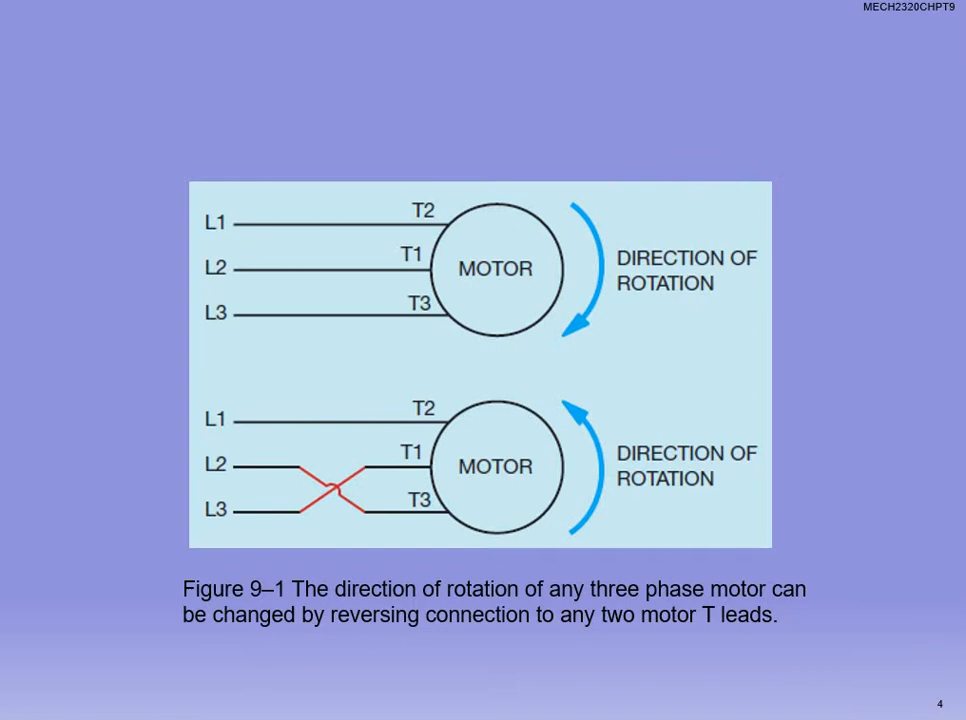 MECH2320CHPT9
L1
T2
L2
T1
MOTOR
DIRECTION OF
ROTATION
L3
T3
L1
T2
L2
T1
MOTOR
DIRECTION OF
ROTATION
L3
T3
Figure 9–1 The direction of rotation of any three phase motor can
be changed by reversing connection to any two motor T leads.
4